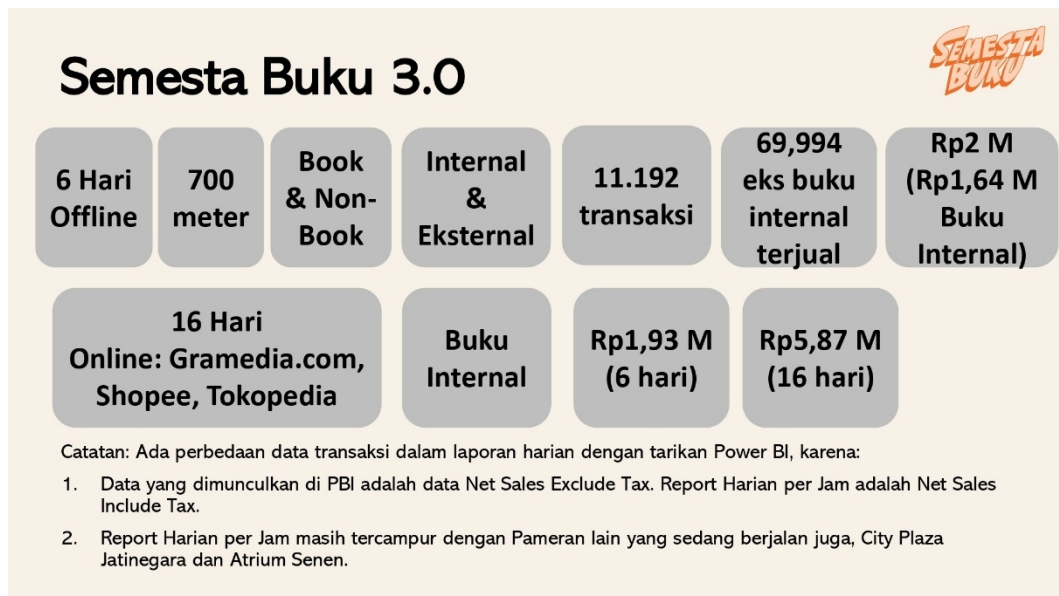 SEMESTA
BUKU
Semesta Buku 3.0
6 Hari
Offline
700
meter
Book
& Non-
Book
Internal
&
Eksternal
11.192
transaksi
69,994
eks buku
internal
terjual
Rp2 M
(Rp1,64 M
Buku
Internal)
16 Hari
Online: Gramedia.com,
Shopee, Tokopedia
Buku
Internal
Rp1,93 M
(6 hari)
Rp5,87 M
(16 hari)
Catatan: Ada perbedaan data transaksi dalam laporan harian dengan tarikan Power BI, karena:
1. Data yang dimunculkan di PBI adalah data Net Sales Exclude Tax. Report Harian per Jam adalah Net Sales
Include Tax.
2. Report Harian per Jam masih tercampur dengan Pameran lain yang sedang berjalan juga, City Plaza
Jatinegara dan Atrium Senen.